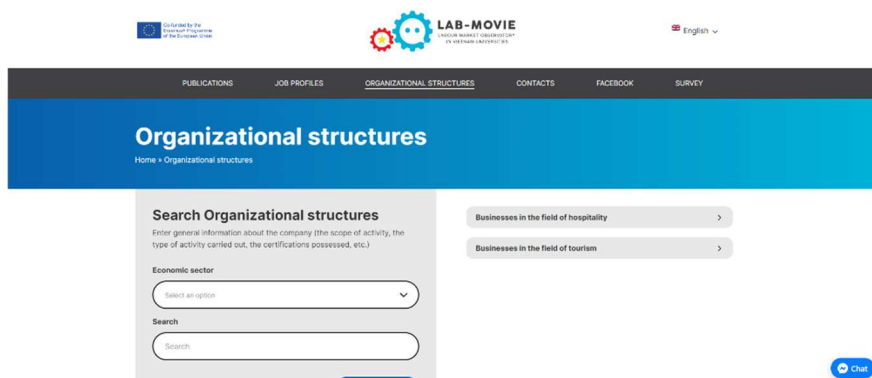 Co-funded by the
Erasmus+ Programme
of the European Union
LAB-MOVIE
LABOUR MARKET OBSERVATORY
IN VIETNAM UNIVERSITIES
English
PUBLICATIONS JOB PROFILES ORGANIZATIONAL STRUCTURES CONTACTS FACEBOOK SURVEY
Organizational structures
Home » Organizational structures
Search Organizational structures
Enter general information about the company (the scope of activity, the
type of activity carried out, the certifications possessed, etc.)
Economic sector
Select an option
Search
Search
Businesses in the field of hospitality
Businesses in the field of tourism
Chat